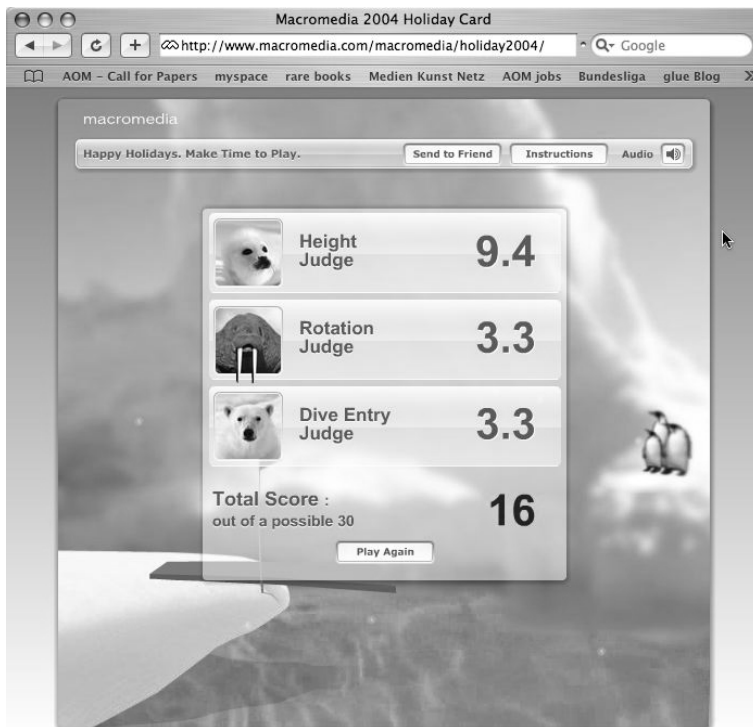 Macromedia 2004 Holiday Card
http://www.macromedia.com/macromedia/holiday2004/ Google
AOM - Call for Papers myspace rare books Medien Kunst Netz AOM jobs Bundesliga glue Blog »
macromedia
Happy Holidays. Make Time to Play. Send to Friend Instructions Audio
Height
Judge
9.4
Rotation
Judge
3.3
Dive Entry
Judge
3.3
Total Score :
out of a possible 30
16
Play Again